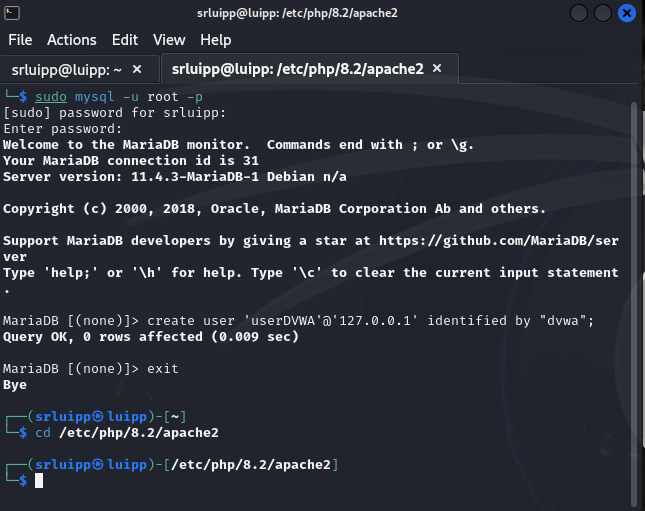 srluipp@luipp: /etc/php/8.2/apache2
File Actions Edit View Help
srluipp@luipp: ~ × srluipp@luipp: /etc/php/8.2/apache2 ×
└─$ sudo mysql -u root -p
[sudo] password for srluipp:
Enter password:
Welcome to the MariaDB monitor.  Commands end with ; or \g.
Your MariaDB connection id is 31
Server version: 11.4.3-MariaDB-1 Debian n/a
Copyright (c) 2000, 2018, Oracle, MariaDB Corporation Ab and others.
Support MariaDB developers by giving a star at https://github.com/MariaDB/ser
ver
Type 'help;' or '\h' for help. Type '\c' to clear the current input statement
.
MariaDB [(none)]> create user 'userDVWA'@'127.0.0.1' identified by "dvwa";
Query OK, 0 rows affected (0.009 sec)
MariaDB [(none)]> exit
Bye
┌──(srluipp㉿luipp)-[~]
└─$ cd /etc/php/8.2/apache2
┌──(srluipp㉿luipp)-[/etc/php/8.2/apache2]
└─$